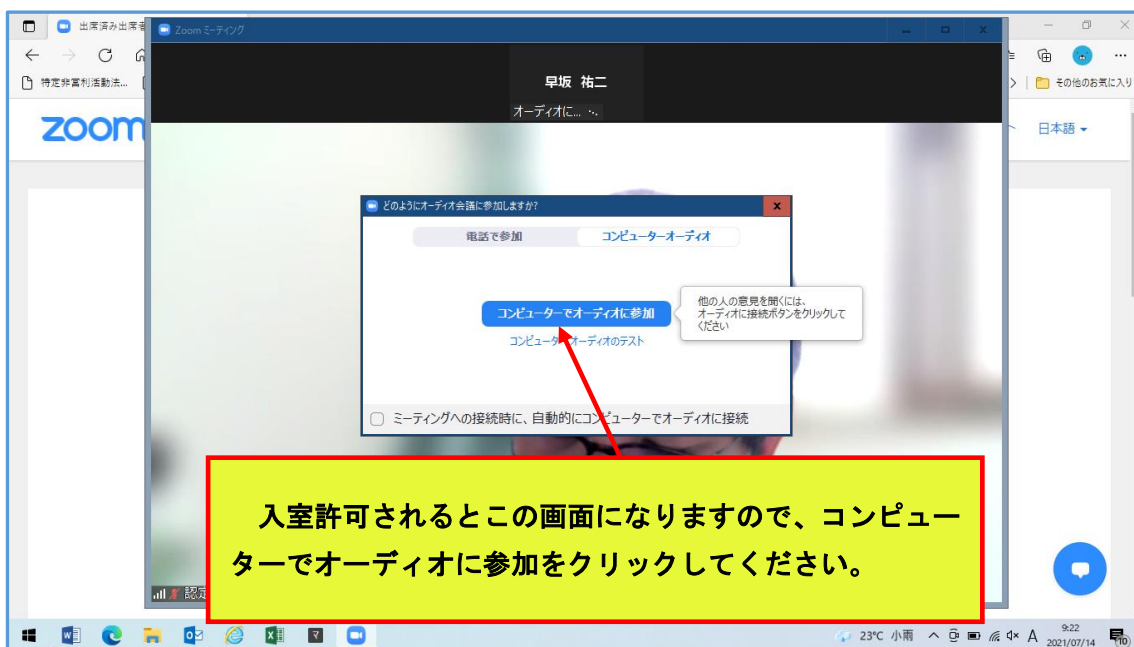 出席済み出席者
Zoom ミーティング
特定非営利活動法...
その他のお気に入り
早坂 祐二
オーディオに...
zoom
日本語
どのようにオーディオ会議に参加しますか?
電話で参加
コンピューターオーディオ
コンピューターでオーディオに参加
他の人の意見を聞くには、
オーディオに接続ボタンをクリックして
ください
オーディオのテスト
ミーティングへの接続時に、自動的にコンピューターでオーディオに接続
入室許可されるとこの画面になりますので、コンピュー
ターでオーディオに参加をクリックしてください。
認定
23℃ 小雨
A
9:22
2021/07/14